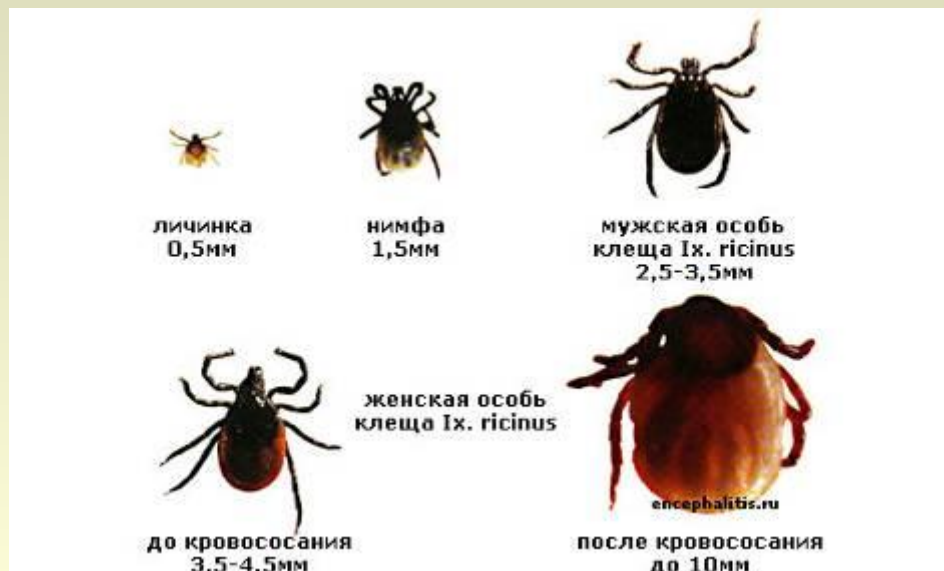 личинка
0,5мм
нимфа
1,5мм
мужская особь
клеща Ix. ricinus
2,5-3,5мм
женская особь
клеща Ix. ricinus
encephalitis.ru
до кровососания
3,5-4,5мм
после кровососания
до 10мм